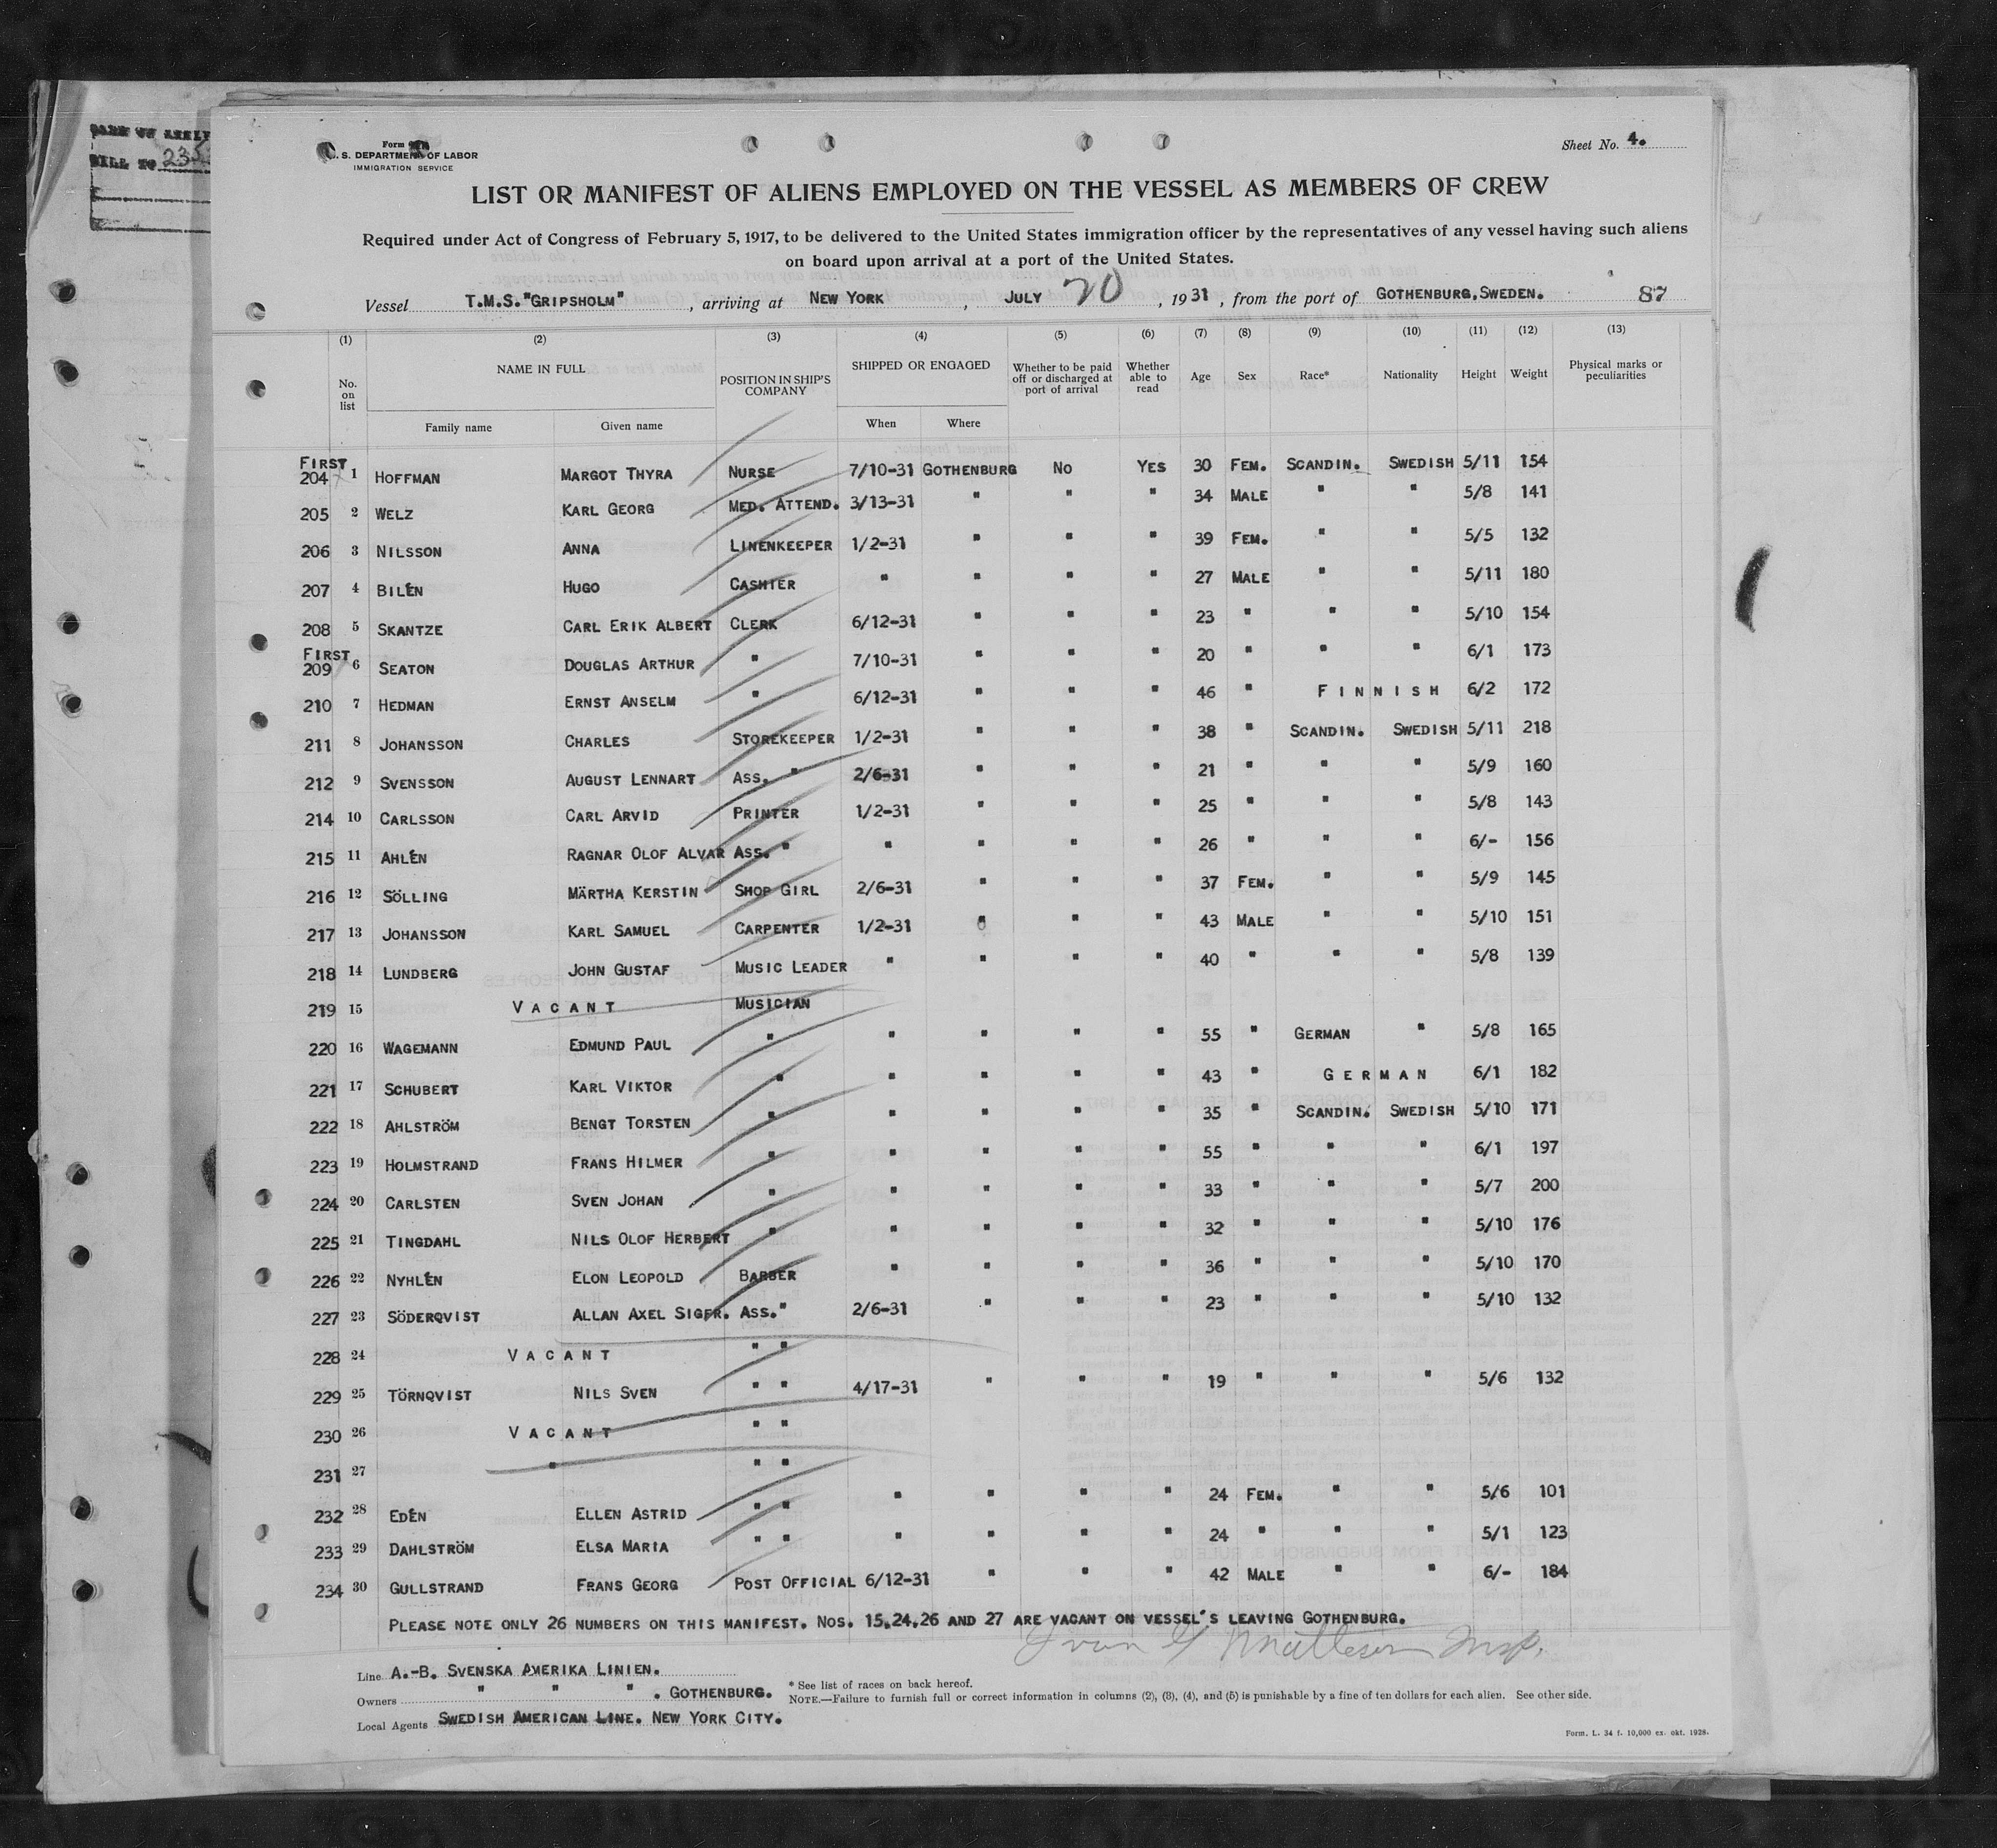 BILL TO 233
Form
U. S. DEPARTMENT OF LABOR
IMMIGRATION SERVICE
Sheet No. 4.
LIST OR MANIFEST OF ALIENS EMPLOYED ON THE VESSEL AS MEMBERS OF CREW
Required under Act of Congress of February 5, 1917, to be delivered to the United States immigration officer by the representatives of any vessel having such aliens
on board upon arrival at a port of the United States.
Vessel T.M.S."GRIPSHOLM", arriving at NEW YORK, JULY 20, 1931, from the port of GOTHENBURG, SWEDEN. 87
(1) (2) (3) (4) (5) (6) (7) (8) (9) (10) (11) (12) (13)
No. on list NAME IN FULL POSITION IN SHIP'S COMPANY SHIPPED OR ENGAGED Whether to be paid off or discharged at port of arrival Whether able to read Age Sex Race* Nationality Height Weight Physical marks or peculiarities
Family name Given name When Where
FIRST
204 1 HOFFMAN MARGOT THYRA NURSE 7/10-31 GOTHENBURG NO YES 30 FEM. SCANDIN. SWEDISH 5/11 154
205 2 WELZ KARL GEORG MED. ATTEND. 3/13-31 " " " 34 MALE " " 5/8 141
206 3 NILSSON ANNA LINENKEEPER 1/2-31 " " " 39 FEM. " " 5/5 132
207 4 BILÉN HUGO CASHIER " " " " 27 MALE " " 5/11 180
208 5 SKANTZE CARL ERIK ALBERT CLERK 6/12-31 " " " 23 " " " 5/10 154
FIRST
209 6 SEATON DOUGLAS ARTHUR " 7/10-31 " " " 20 " " " 6/1 173
210 7 HEDMAN ERNST ANSELM " 6/12-31 " " " 46 " FINNISH 6/2 172
211 8 JOHANSSON CHARLES STOREKEEPER 1/2-31 " " " 38 " SCANDIN. SWEDISH 5/11 218
212 9 SVENSSON AUGUST LENNART ASS. " 2/6-31 " " " 21 " " " 5/9 160
214 10 CARLSSON CARL ARVID PRINTER 1/2-31 " " " 25 " " " 5/8 143
215 11 AHLÉN RAGNAR OLOF ALVAR ASS. " " " " " 26 " " " 6/- 156
216 12 SÖLLING MÄRTHA KERSTIN SHOP GIRL 2/6-31 " " " 37 FEM. " " 5/9 145
217 13 JOHANSSON KARL SAMUEL CARPENTER 1/2-31 " " " 43 MALE " " 5/10 151
218 14 LUNDBERG JOHN GUSTAF MUSIC LEADER " " " " 40 " " " 5/8 139
219 15 VACANT MUSICIAN
220 16 WAGEMANN EDMUND PAUL " " " " " 55 " GERMAN " 5/8 165
221 17 SCHUBERT KARL VIKTOR " " " " " 43 " GERMAN 6/1 182
222 18 AHLSTRÖM BENGT TORSTEN " " " " " 35 " SCANDIN. SWEDISH 5/10 171
223 19 HOLMSTRAND FRANS HILMER " " " " " 55 " " " 6/1 197
224 20 CARLSTEN SVEN JOHAN " " " " " 33 " " " 5/7 200
225 21 TINGDAHL NILS OLOF HERBERT " " " " " 32 " " " 5/10 176
226 22 NYHLÉN ELON LEOPOLD BARBER " " " " 36 " " " 5/10 170
227 23 SÖDERQVIST ALLAN AXEL SIGFR. ASS." 2/6-31 " " " 23 " " " 5/10 132
228 24 VACANT " "
229 25 TÖRNQVIST NILS SVEN " " 4/17-31 " " " 19 " " " 5/6 132
230 26 VACANT " "
231 27 " " "
232 28 EDÉN ELLEN ASTRID " " " " " " 24 FEM. " " 5/6 101
233 29 DAHLSTRÖM ELSA MARIA " " " " " " 24 " " " 5/1 123
234 30 GULLSTRAND FRANS GEORG POST OFFICIAL 6/12-31 " " " 42 MALE " " 6/- 184
PLEASE NOTE ONLY 26 NUMBERS ON THIS MANIFEST. NOS. 15,24,26 AND 27 ARE VACANT ON VESSEL'S LEAVING GOTHENBURG.
Line A.-B. SVENSKA AMERIKA LINIEN.
Owners " " " . GOTHENBURG.
Local Agents SWEDISH AMERICAN LINE. NEW YORK CITY.
* See list of races on back hereof.
NOTE.—Failure to furnish full or correct information in columns (2), (3), (4), and (5) is punishable by a fine of ten dollars for each alien. See other side.
Form. L. 34 f. 10,000 ex. okt. 1928.